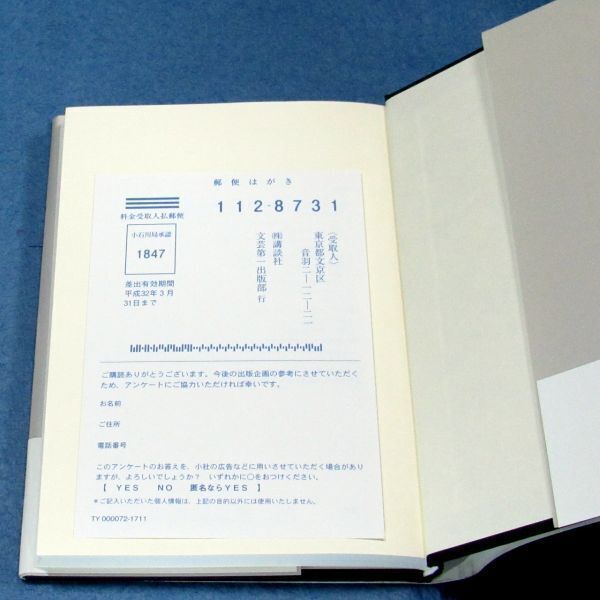 郵便はがき
料金受取人払郵便
112-8731
小石川局承認
1847
差出有効期間
平成32年3月
31日まで
〈受取人〉
東京都文京区
音羽二―一二―二一
㈱講談社
文芸第一出版部 行
ご購読ありがとうございます。今後の出版企画の参考にさせていただく
ため、アンケートにご協力いただければ幸いです。
お名前
ご住所
電話番号
このアンケートのお答えを、小社の広告などに用いさせていただく場合があり
ますが、よろしいでしょうか? いずれかに○をおつけください。
【 YES NO 匿名ならYES 】
*ご記入いただいた個人情報は、上記の目的以外には使用いたしません。
TY 000072-1711